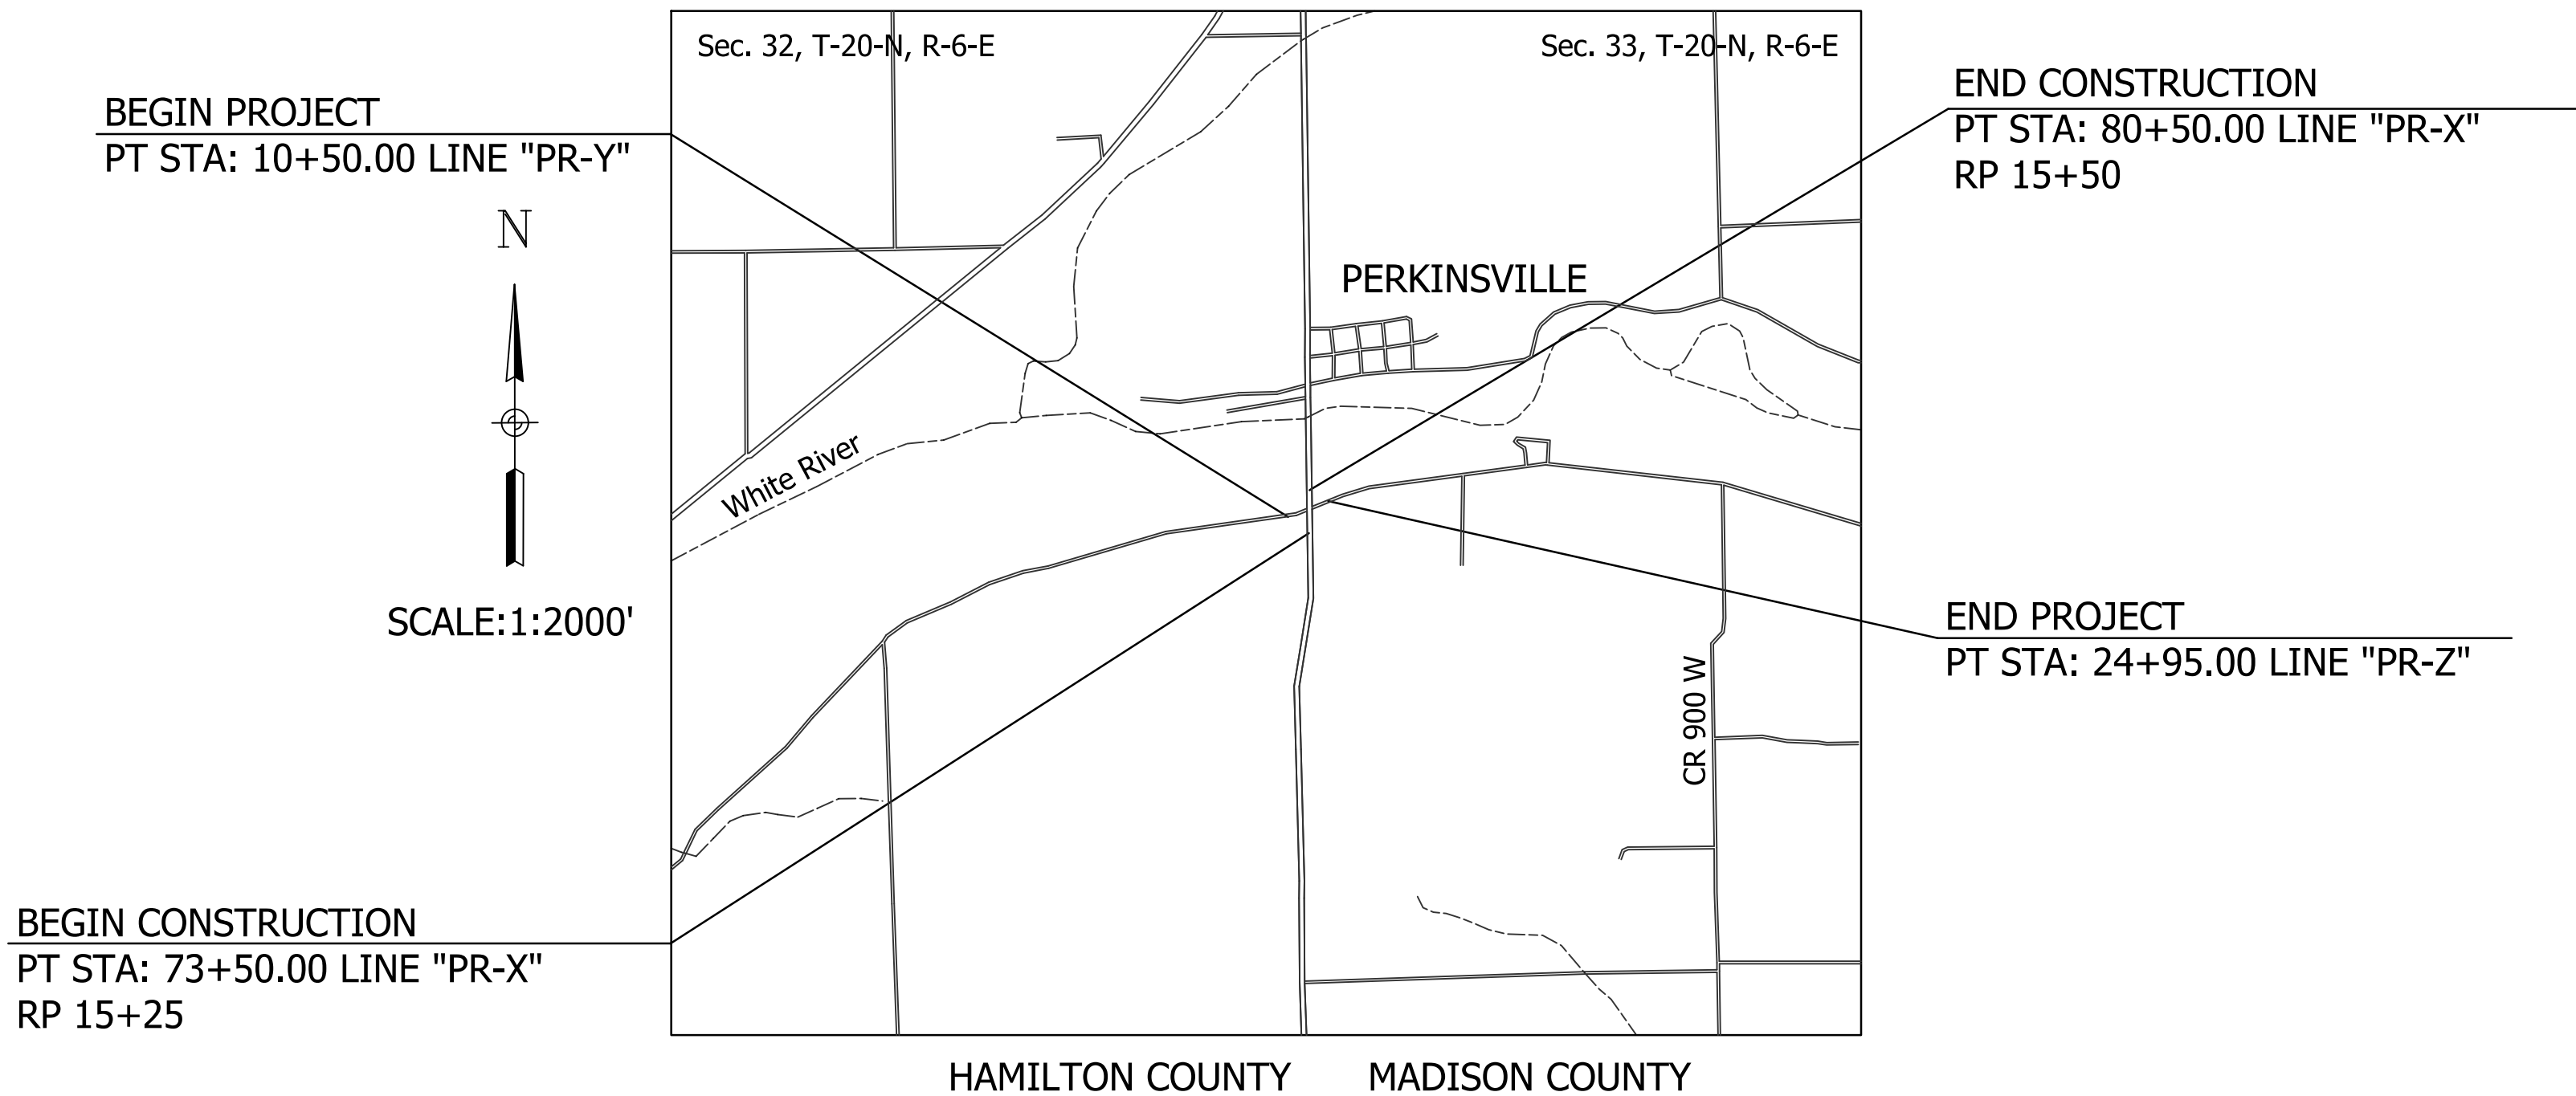 Sec. 32, T-20-N, R-6-E
Sec. 33, T-20-N, R-6-E
BEGIN PROJECT
PT STA: 10+50.00 LINE "PR-Y"
END CONSTRUCTION
PT STA: 80+50.00 LINE "PR-X"
RP 15+50
N
PERKINSVILLE
White River
SCALE:1:2000'
END PROJECT
PT STA: 24+95.00 LINE "PR-Z"
CR 900 W
BEGIN CONSTRUCTION
PT STA: 73+50.00 LINE "PR-X"
RP 15+25
HAMILTON COUNTY
MADISON COUNTY